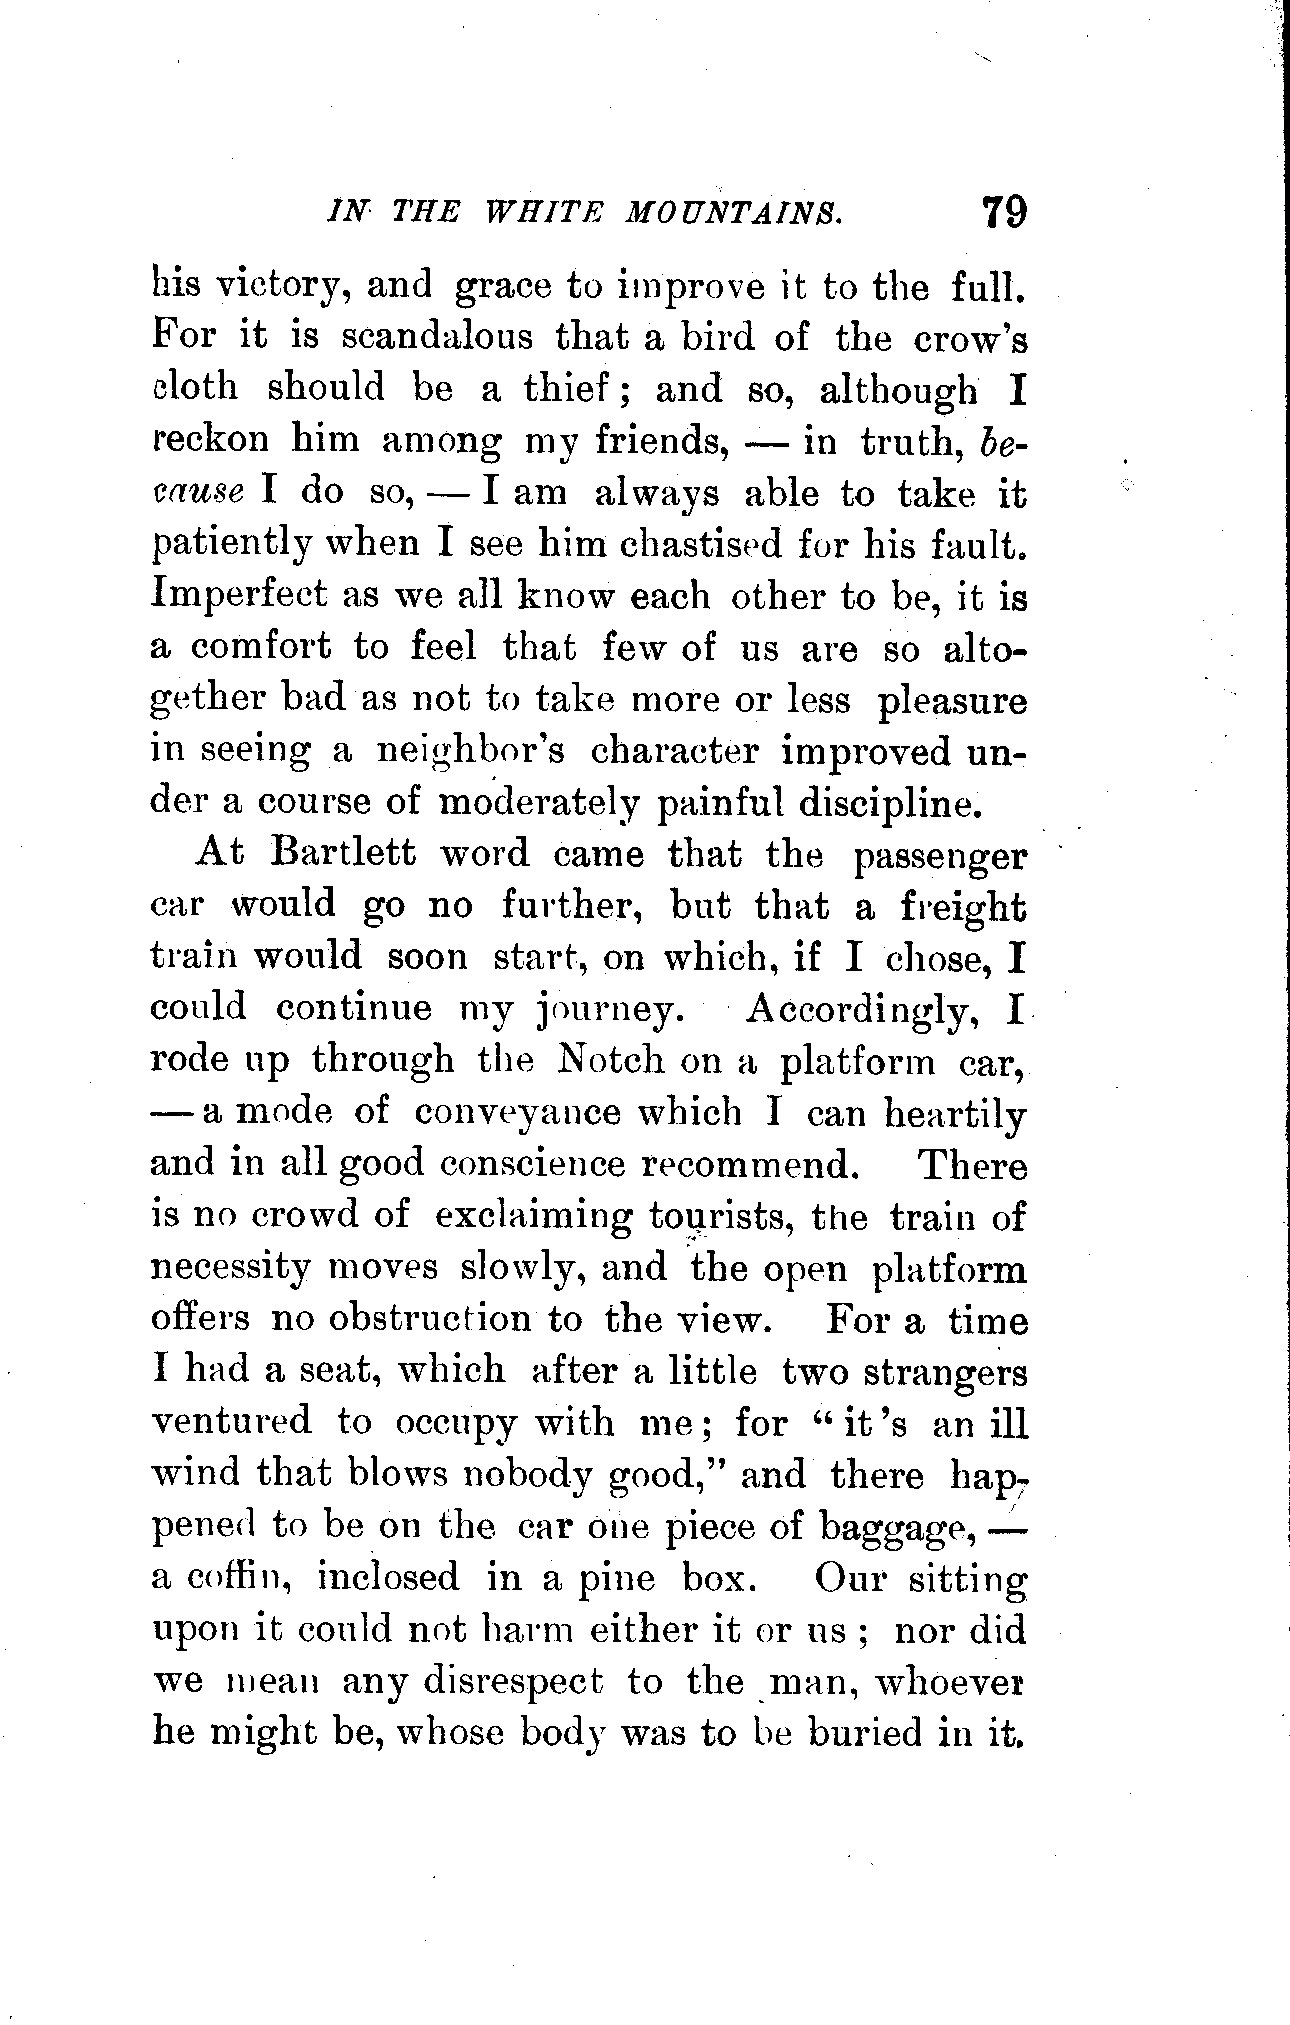 IN THE WHITE MOUNTAINS. 79
his victory, and grace to improve it to the full.
For it is scandalous that a bird of the crow's
cloth should be a thief; and so, although I
reckon him among my friends, — in truth, be-
cause I do so, — I am always able to take it
patiently when I see him chastised for his fault.
Imperfect as we all know each other to be, it is
a comfort to feel that few of us are so alto-
gether bad as not to take more or less pleasure
in seeing a neighbor's character improved un-
der a course of moderately painful discipline.
At Bartlett word came that the passenger
car would go no further, but that a freight
train would soon start, on which, if I chose, I
could continue my journey. Accordingly, I
rode up through the Notch on a platform car,
— a mode of conveyance which I can heartily
and in all good conscience recommend. There
is no crowd of exclaiming tourists, the train of
necessity moves slowly, and the open platform
offers no obstruction to the view. For a time
I had a seat, which after a little two strangers
ventured to occupy with me; for "it's an ill
wind that blows nobody good," and there hap-
pened to be on the car one piece of baggage, —
a coffin, inclosed in a pine box. Our sitting
upon it could not harm either it or us; nor did
we mean any disrespect to the man, whoever
he might be, whose body was to be buried in it.